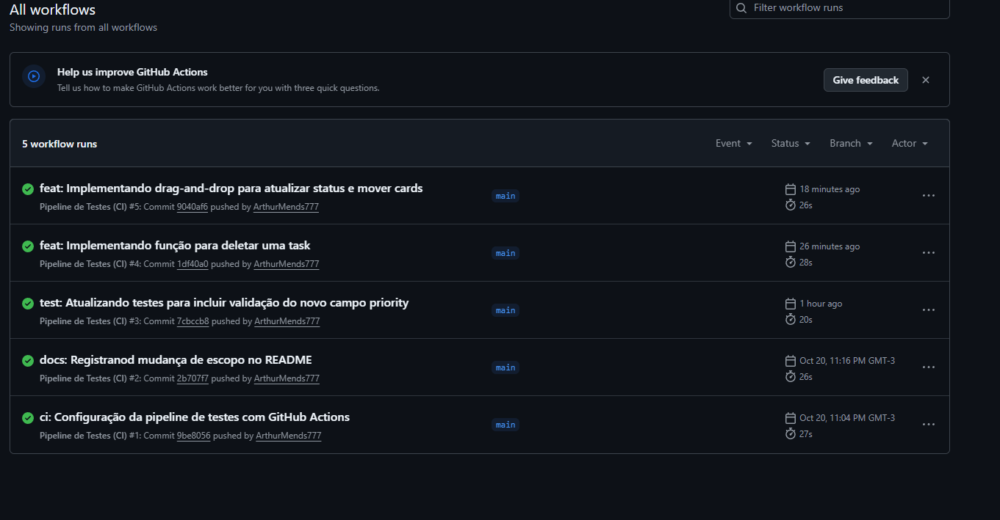 All workflows
Filter workflow runs
Showing runs from all workflows
Help us improve GitHub Actions
Tell us how to make GitHub Actions work better for you with three quick questions.
Give feedback
5 workflow runs
Event Status Branch Actor
feat: Implementando drag-and-drop para atualizar status e mover cards
Pipeline de Testes (CI) #5: Commit 9040af6 pushed by ArthurMends777
main
18 minutes ago
26s
feat: Implementando função para deletar uma task
Pipeline de Testes (CI) #4: Commit 1df40a0 pushed by ArthurMends777
main
26 minutes ago
28s
test: Atualizando testes para incluir validação do novo campo priority
Pipeline de Testes (CI) #3: Commit 7cbccb8 pushed by ArthurMends777
main
1 hour ago
20s
docs: Registranod mudança de escopo no README
Pipeline de Testes (CI) #2: Commit 2b707f7 pushed by ArthurMends777
main
Oct 20, 11:16 PM GMT-3
26s
ci: Configuração da pipeline de testes com GitHub Actions
Pipeline de Testes (CI) #1: Commit 9be8056 pushed by ArthurMends777
main
Oct 20, 11:04 PM GMT-3
27s